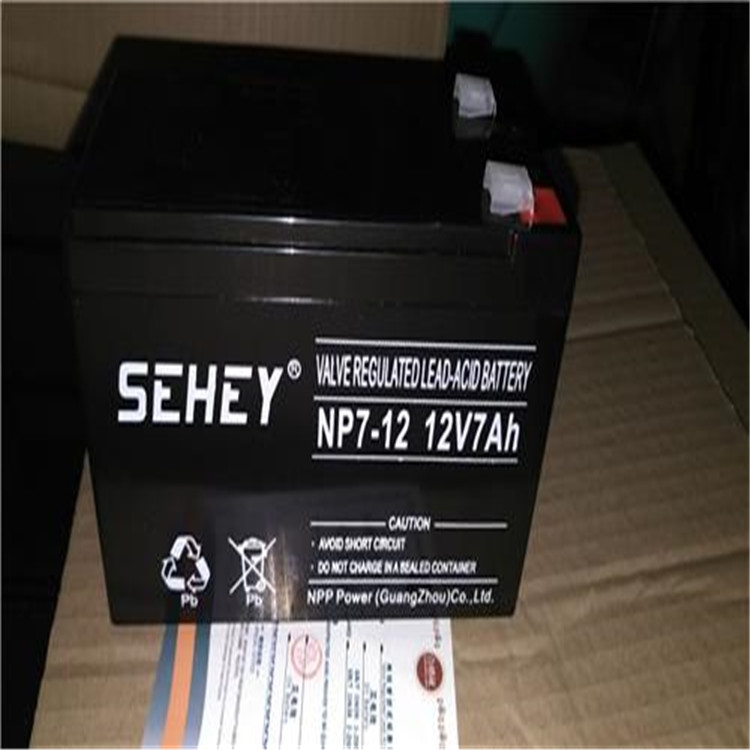 SEHEY®
VALVE REGULATED LEAD-ACID BATTERY
NP7-12 12V7Ah
CAUTION
· AVOID SHORT CIRCUIT
· DO NOT CHARGE IN A BEALED CONTAINER
NPP Power (GuangZhou)Co.,Ltd.
Pb
Pb